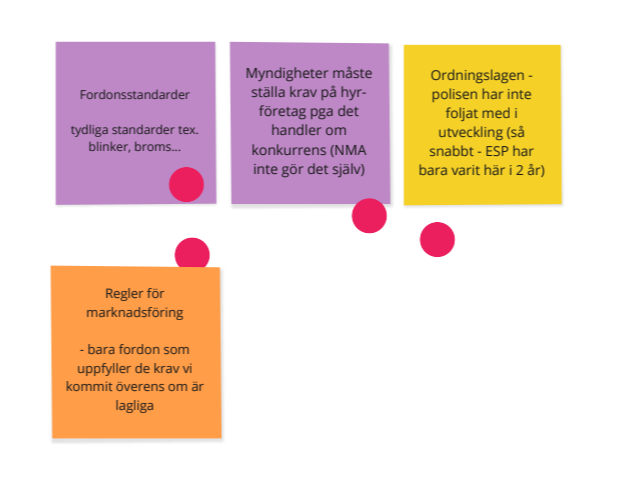 Fordonsstandarder
tydliga standarder tex.
blinker, broms...
Myndigheter måste
ställa krav på hyr-
företag pga det
handler om
konkurrens (NMA
inte gör det själv)
Ordningslagen -
polisen har inte
foljat med i
utveckling (så
snabbt - ESP har
bara varit här i 2 år)
Regler för
marknadsföring
- bara fordon som
uppfyller de krav vi
kommit överens om är
lagliga